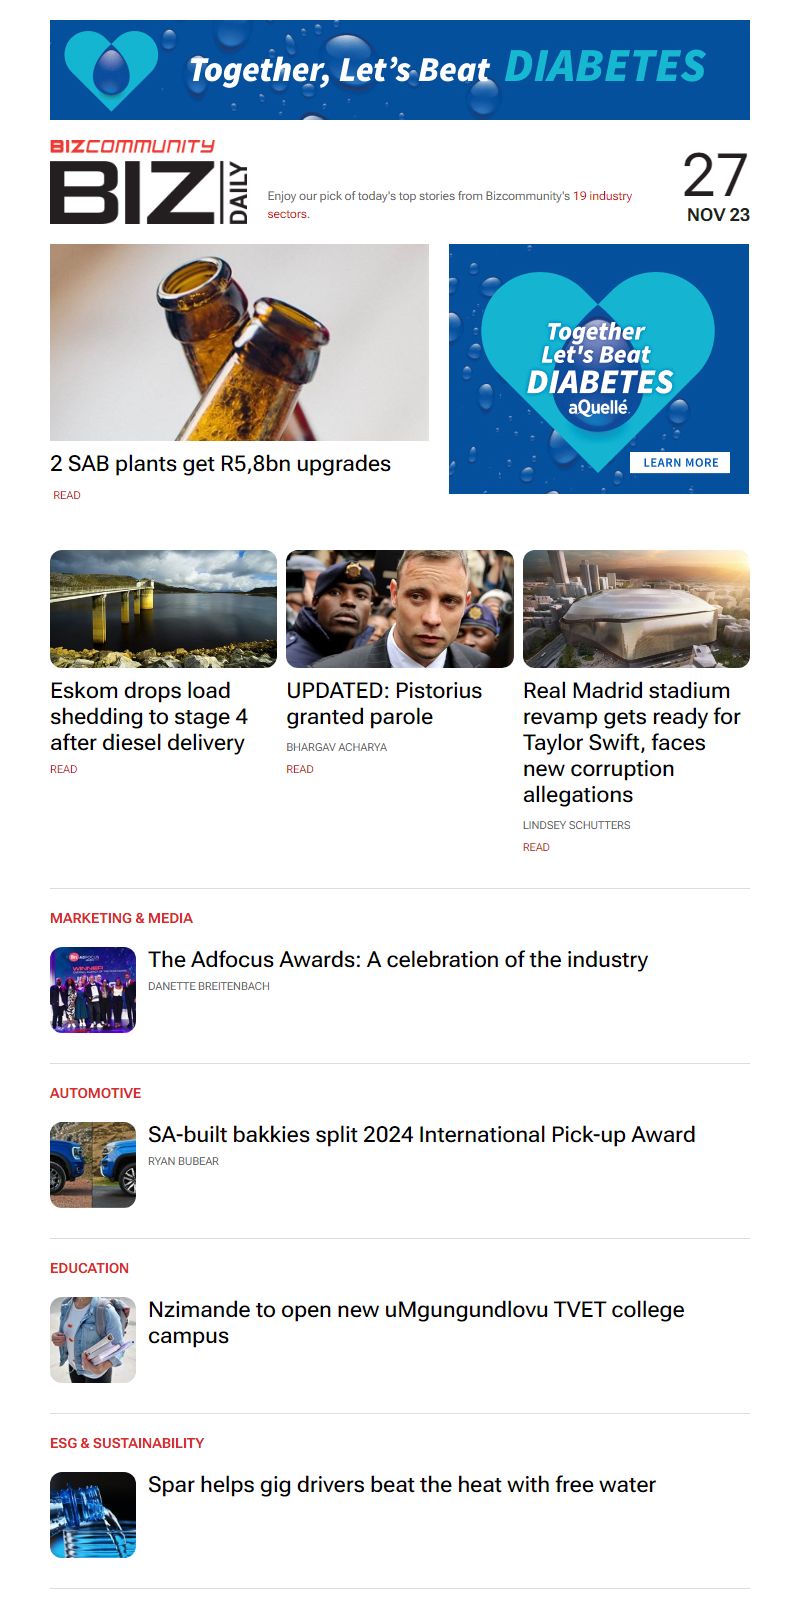 Together, Let's Beat DIABETES
BIZCOMMUNITY
BIZ DAILY
Enjoy our pick of today's top stories from Bizcommunity's 19 industry
sectors.
27
NOV 23
Together
Let's Beat
DIABETES
aQuellé
LEARN MORE
2 SAB plants get R5,8bn upgrades
READ
Eskom drops load
shedding to stage 4
after diesel delivery
READ
UPDATED: Pistorius
granted parole
BHARGAV ACHARYA
READ
Real Madrid stadium
revamp gets ready for
Taylor Swift, faces
new corruption
allegations
LINDSEY SCHUTTERS
READ
MARKETING & MEDIA
WINNER
The Adfocus Awards: A celebration of the industry
DANETTE BREITENBACH
AUTOMOTIVE
SA-built bakkies split 2024 International Pick-up Award
RYAN BUBEAR
EDUCATION
Nzimande to open new uMgungundlovu TVET college
campus
ESG & SUSTAINABILITY
Spar helps gig drivers beat the heat with free water